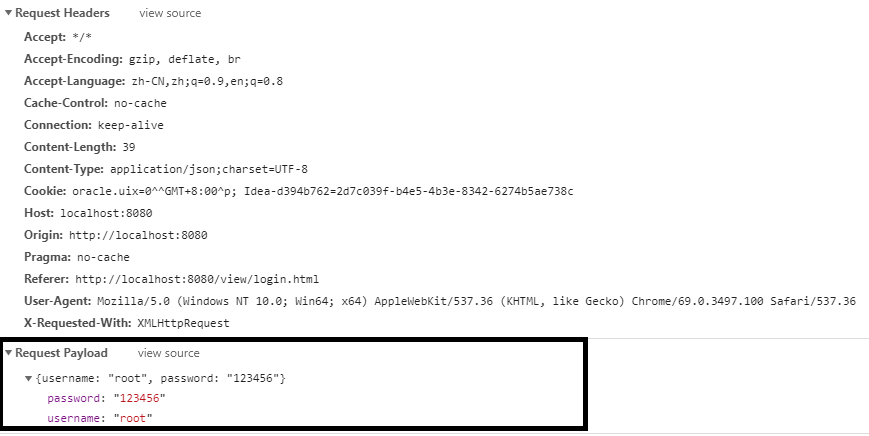 Request Headers view source
Accept: */*
Accept-Encoding: gzip, deflate, br
Accept-Language: zh-CN,zh;q=0.9,en;q=0.8
Cache-Control: no-cache
Connection: keep-alive
Content-Length: 39
Content-Type: application/json;charset=UTF-8
Cookie: oracle.uix=0^^GMT+8:00^p; Idea-d394b762=2d7c039f-b4e5-4b3e-8342-6274b5ae738c
Host: localhost:8080
Origin: http://localhost:8080
Pragma: no-cache
Referer: http://localhost:8080/view/login.html
User-Agent: Mozilla/5.0 (Windows NT 10.0; Win64; x64) AppleWebKit/537.36 (KHTML, like Gecko) Chrome/69.0.3497.100 Safari/537.36
X-Requested-With: XMLHttpRequest
Request Payload view source
{username: "root", password: "123456"}
password: "123456"
username: "root"